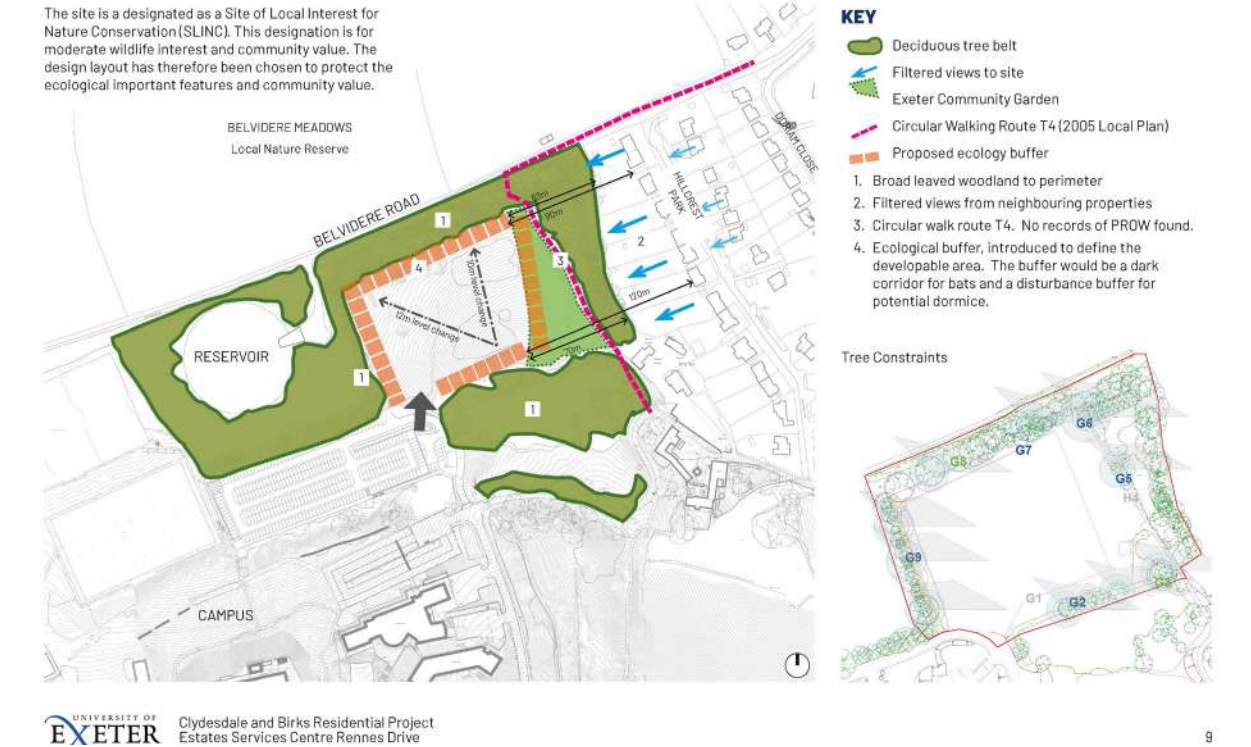 The site is a designated as a Site of Local Interest for
Nature Conservation (SLINC). This designation is for
moderate wildlife interest and community value. The
design layout has therefore been chosen to protect the
ecological important features and community value.
BELVIDERE MEADOWS
Local Nature Reserve
BELVIDERE ROAD
DORAM CLOSE
HILLCREST
PARK
1
4
3
2
83m
90m
120m
10m level change
12m level change
RESERVOIR
1
1
CAMPUS
KEY
Deciduous tree belt
Filtered views to site
Exeter Community Garden
Circular Walking Route T4 (2005 Local Plan)
Proposed ecology buffer
1. Broad leaved woodland to perimeter
2. Filtered views from neighbouring properties
3. Circular walk route T4. No records of PROW found.
4. Ecological buffer, introduced to define the
developable area. The buffer would be a dark
corridor for bats and a disturbance buffer for
potential dormice.
Tree Constraints
G6
G7
G8
G5
H4
G9
G1
G2
UNIVERSITY OF
EXETER
Clydesdale and Birks Residential Project
Estates Services Centre Rennes Drive
9